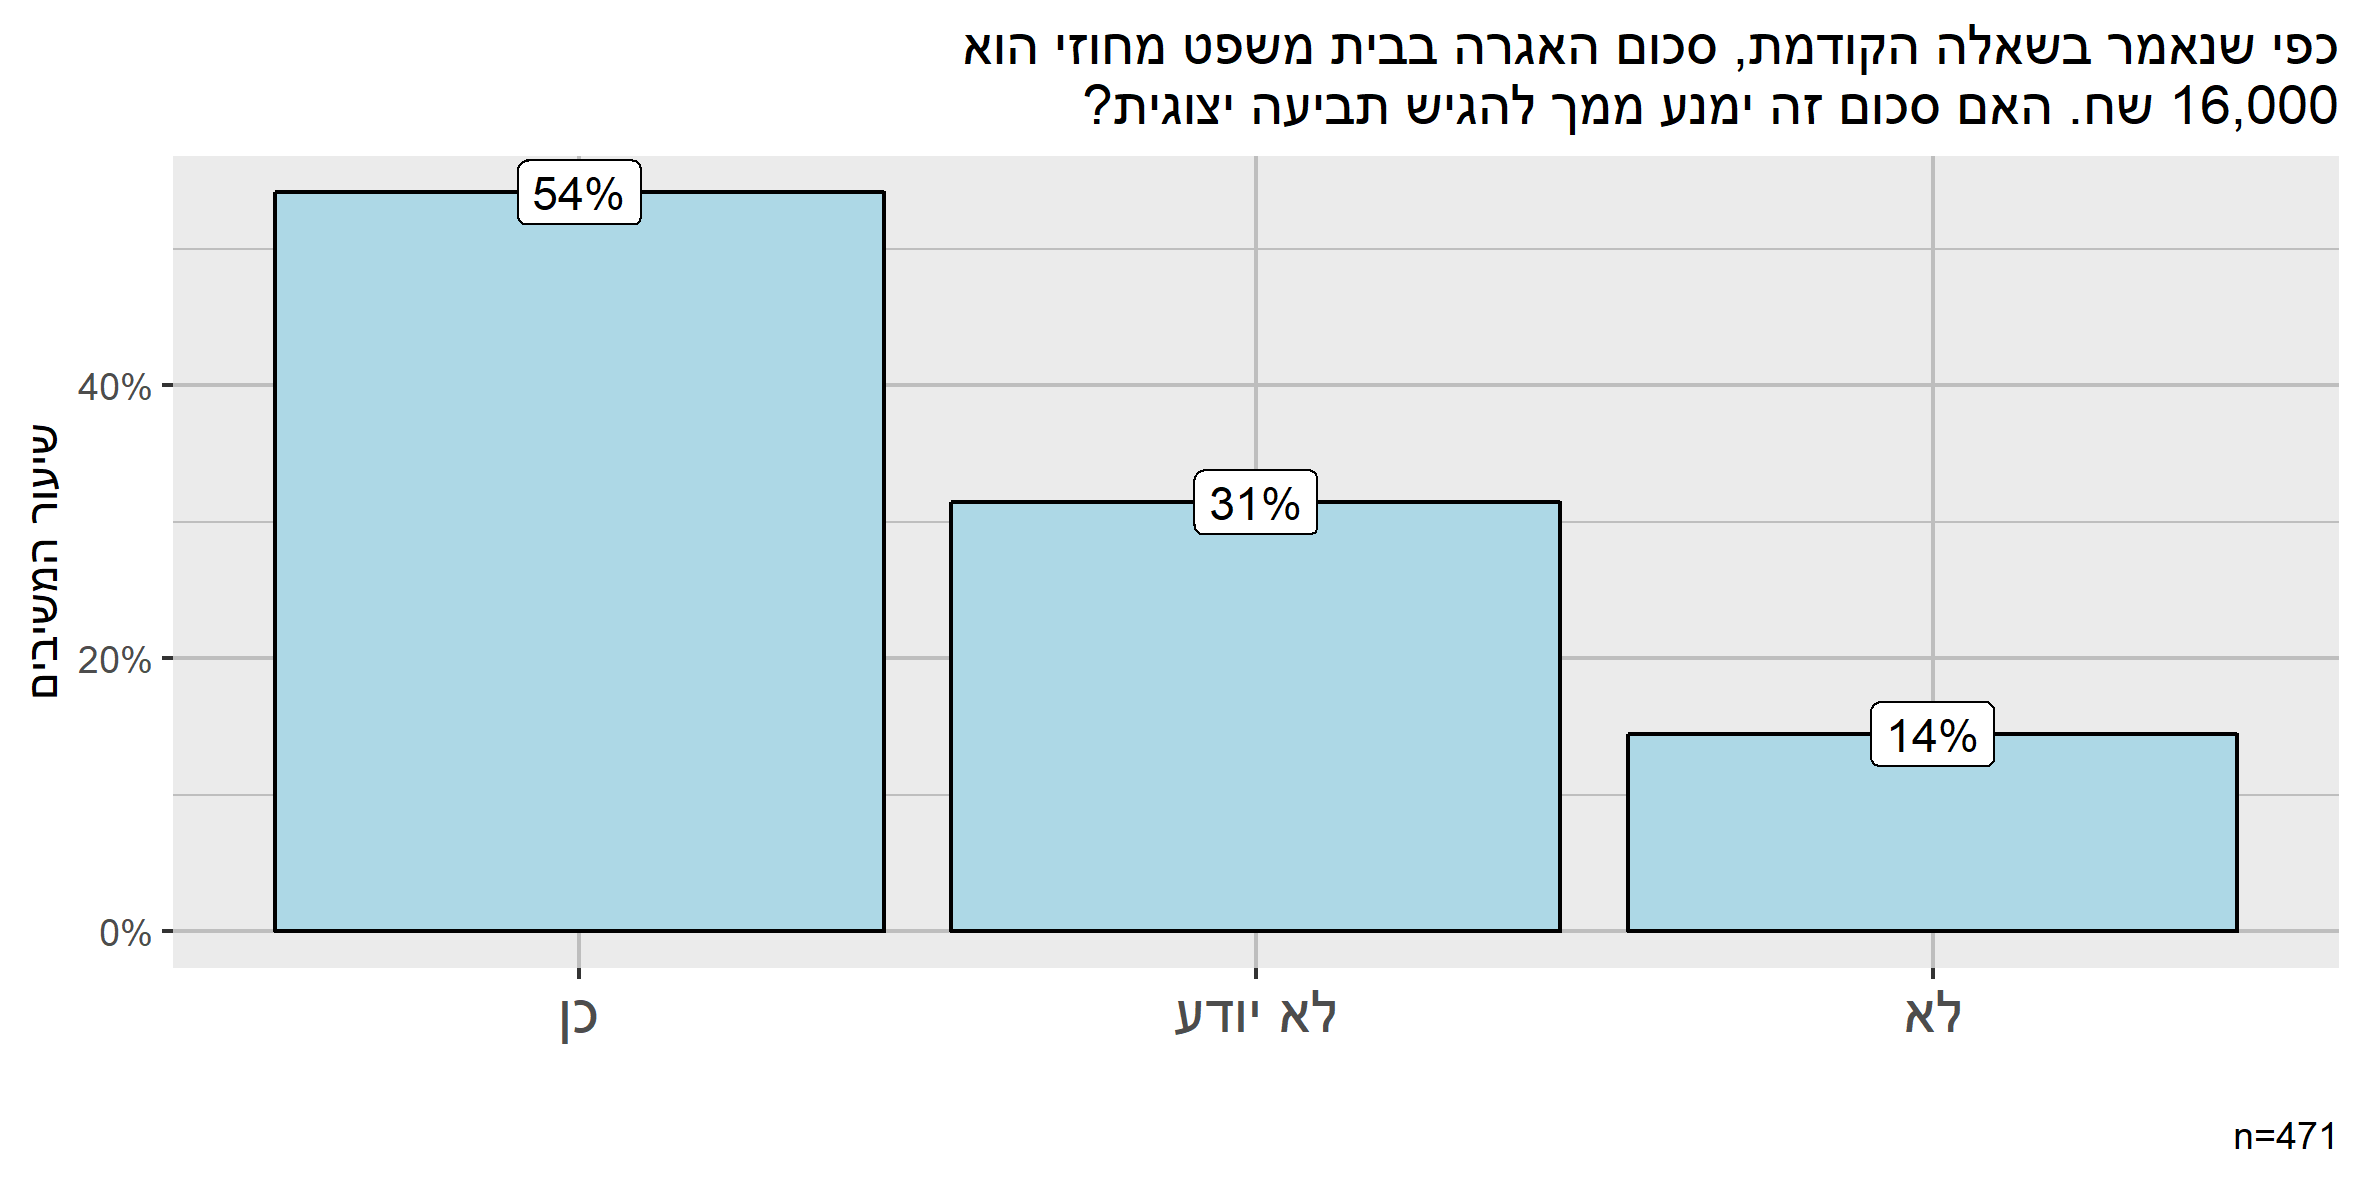 כפי שנאמר בשאלה הקודמת, סכום האגרה בבית משפט מחוזי הוא
16,000 שח. האם סכום זה ימנע ממך להגיש תביעה יצוגית?
שיעור המשיבים
40%
20%
0%
54%
31%
14%
כן
לא יודע
לא
n=471